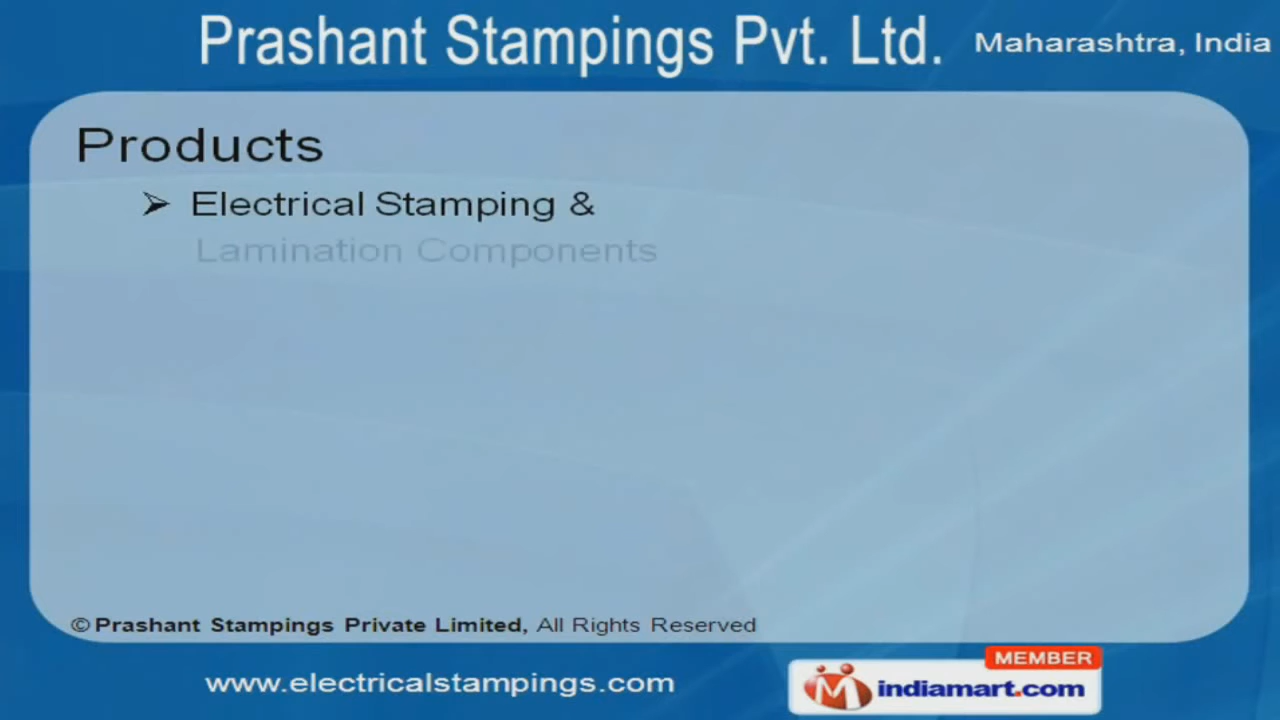 Prashant Stampings Pvt. Ltd. Maharashtra, India
Products
➢ Electrical Stamping &
Lamination Components
© Prashant Stampings Private Limited, All Rights Reserved
www.electricalstampings.com
MEMBER
indiamart.com